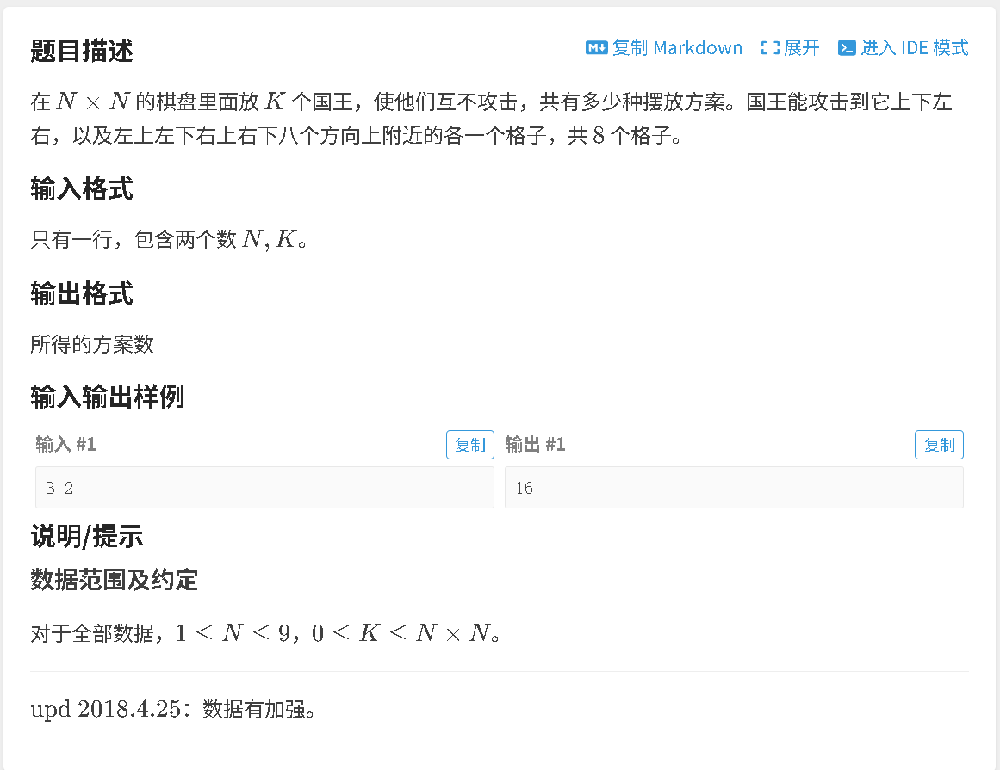 题目描述
复制 Markdown 展开 进入 IDE 模式
在 N × N 的棋盘里面放 K 个国王，使他们互不攻击，共有多少种摆放方案。国王能攻击到它上下左
右，以及左上左下右上右下八个方向上附近的各一个格子，共 8 个格子。
输入格式
只有一行，包含两个数 N, K。
输出格式
所得的方案数
输入输出样例
输入 #1 复制 输出 #1 复制
3 2 16
说明/提示
数据范围及约定
对于全部数据，1 ≤ N ≤ 9，0 ≤ K ≤ N × N。
upd 2018.4.25：数据有加强。